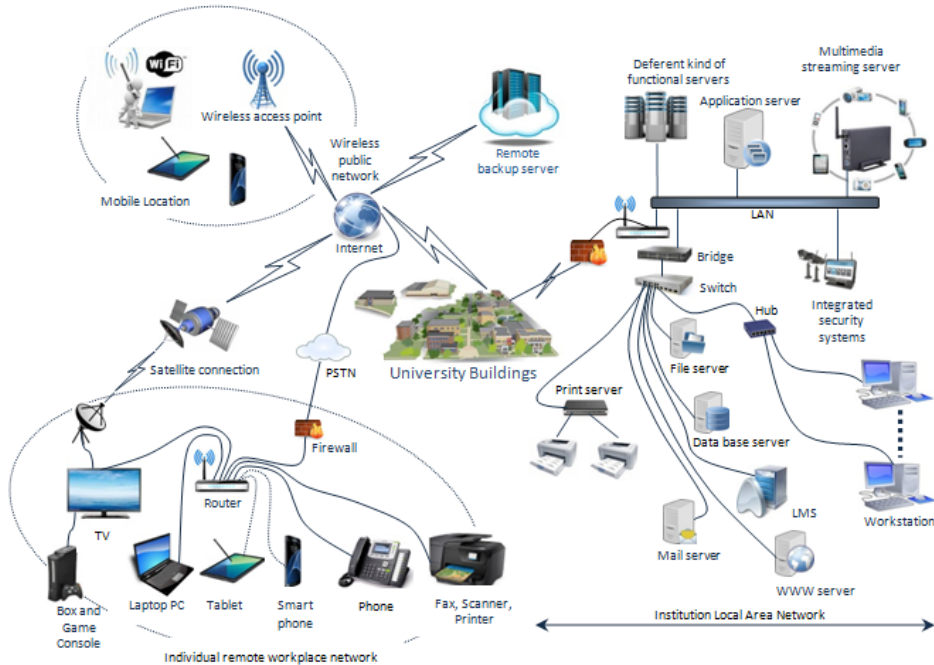 WiFi
Wireless access point
Mobile Location
Wireless
public
network
Internet
Remote
backup server
Deferent kind of
functional servers
Application server
Multimedia
streaming server
LAN
Bridge
Switch
Hub
Integrated
security
systems
Satellite connection
PSTN
University Buildings
File server
Print server
Data base server
Firewall
Router
TV
LMS
Workstation
Mail server
WWW server
Box and
Game
Console
Laptop PC
Tablet
Smart
phone
Phone
Fax, Scanner,
Printer
Institution Local Area Network
Individual remote workplace network